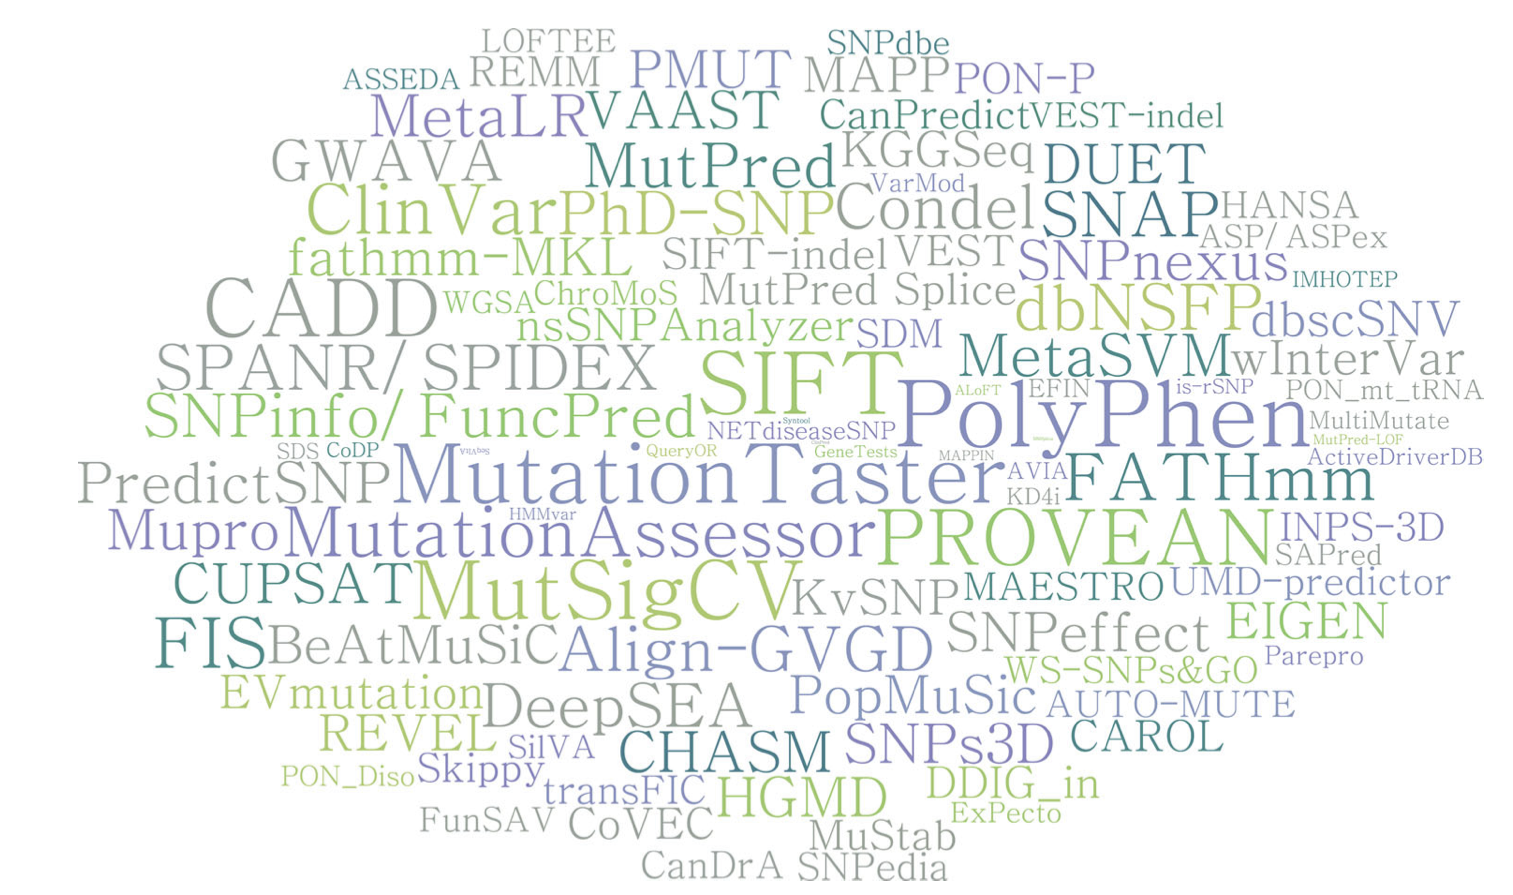 LOFTEE
SNPdbe
ASSEDA REMM PMUT MAPP PON-P
MetaLR VAAST CanPredict VEST-indel
GWAVA MutPred KGGSeq DUET
VarMod
ClinVar PhD-SNP Condel SNAP HANSA
ASP/ASPex
fathmm-MKL SIFT-indel VEST SNPnexus
IMHOTEP
CADD WGSA ChroMoS MutPred Splice dbNSFP dbscSNV
nsSNPAnalyzer SDM
SPANR/ SPIDEX SIFT MetaSVM wInterVar
ALoFT EFIN is-rSNP PON_mt_tRNA
SNPinfo/ FuncPred PolyPhen MultiMutate
Syntool
NETdiseaseSNP
MutPred-LOF
SDS CoDP SeqVItA QueryOR GeneTests MAPPIN ActiveDriverDB
PredictSNP MutationTaster AVIA FATHmm
KD4i
HMMvar
Mupro MutationAssessor PROVEAN INPS-3D
SAPred
CUPSAT MutSigCV KvSNP MAESTRO UMD-predictor
FIS BeAtMuSiC Align-GVGD SNPeffect EIGEN
Parepro
WS-SNPs&GO
EVmutation DeepSEA PopMuSic AUTO-MUTE
REVEL SilVA CHASM SNPs3D CAROL
PON_Diso Skippy transFIC HGMD DDIG_in
ExPecto
FunSAV CoVEC MuStab
CanDrA SNPedia